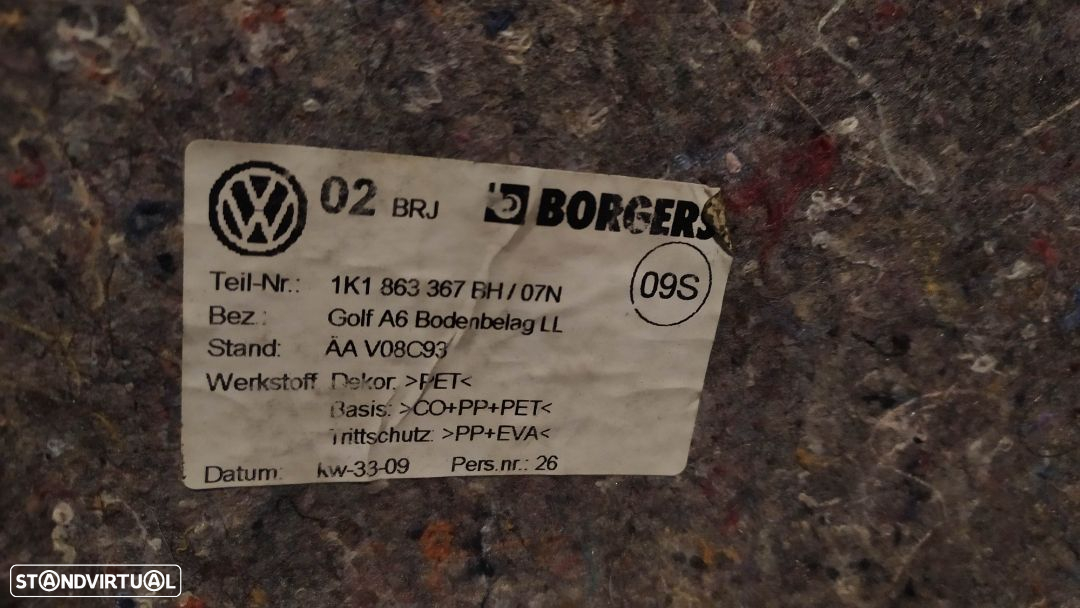 02 BRJ BORGERS
09S
Teil-Nr.: 1K1 863 367 BH / 07N
Bez.: Golf A6 Bodenbelag LL
Stand: ÄA V08C93
Werkstoff Dekor: >PET<
Basis: >CO+PP+PET<
Trittschutz: >PP+EVA<
Datum: kw-33-09 Pers.nr.: 26
STANDVIRTUAL